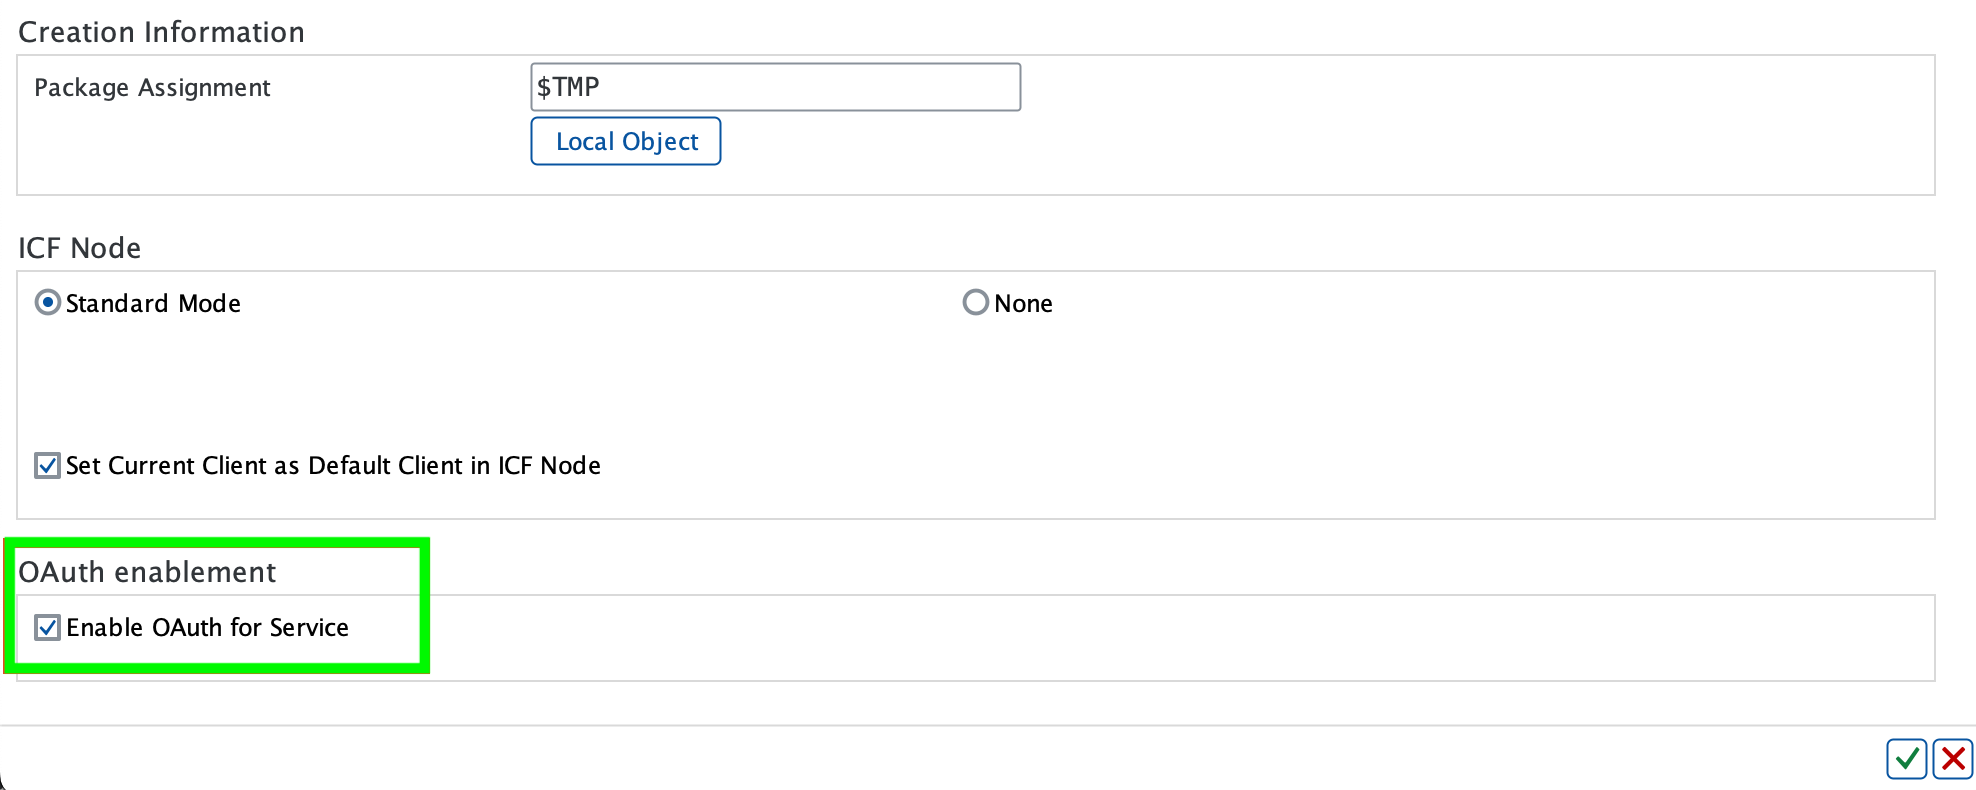 Creation Information
Package Assignment $TMP
Local Object
ICF Node
Standard Mode None
Set Current Client as Default Client in ICF Node
OAuth enablement
Enable OAuth for Service